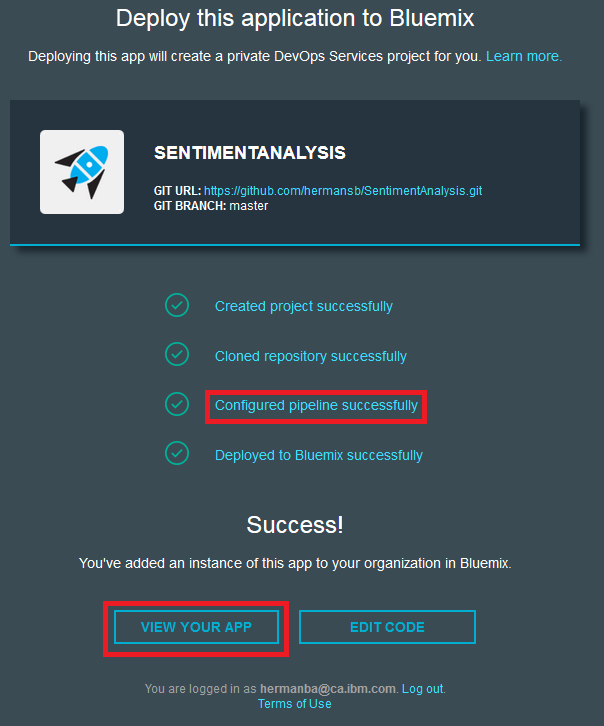 Deploy this application to Bluemix
Deploying this app will create a private DevOps Services project for you. Learn more.
SENTIMENTANALYSIS
GIT URL: https://github.com/hermansb/SentimentAnalysis.git
GIT BRANCH: master
Created project successfully
Cloned repository successfully
Configured pipeline successfully
Deployed to Bluemix successfully
Success!
You've added an instance of this app to your organization in Bluemix.
VIEW YOUR APP EDIT CODE
You are logged in as hermanba@ca.ibm.com. Log out.
Terms of Use